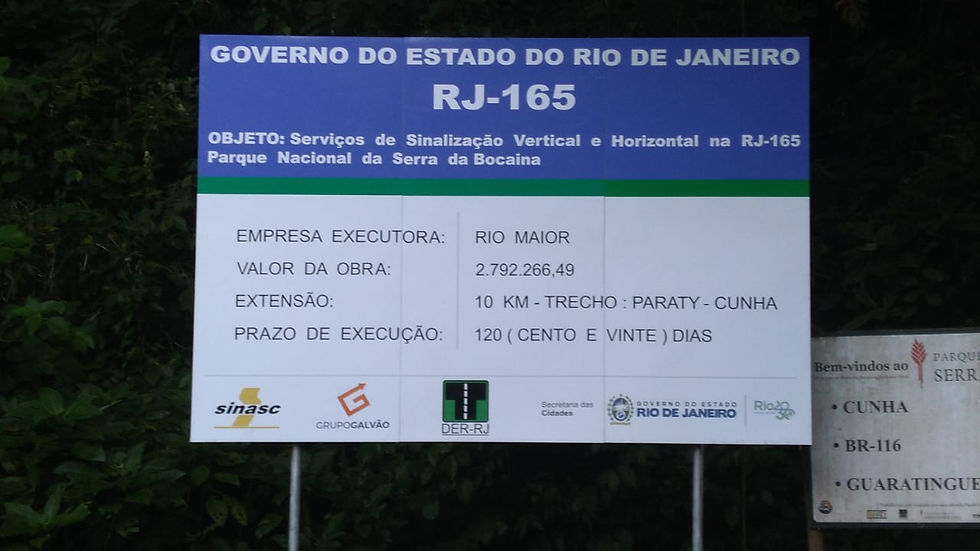 GOVERNO DO ESTADO DO RIO DE JANEIRO
RJ-165
OBJETO: Serviços de Sinalização Vertical e Horizontal na RJ-165
Parque Nacional da Serra da Bocaina
EMPRESA EXECUTORA: RIO MAIOR
VALOR DA OBRA: 2.792.266,49
EXTENSÃO: 10 KM - TRECHO : PARATY - CUNHA
PRAZO DE EXECUÇÃO: 120 ( CENTO E VINTE ) DIAS
sinasc
GRUPOGALVÃO
DER-RJ
Secretaria das
Cidades
GOVERNO DO ESTADO
RIO DE JANEIRO
Bem-vindos ao
PARQUE
SERR
• CUNHA
• BR-116
• GUARATINGUE